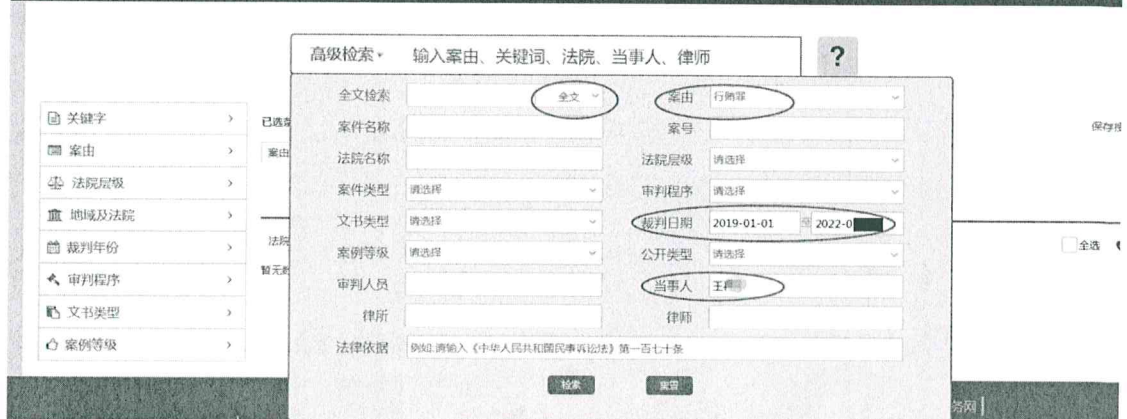 高级检索 输入案由、关键词、法院、当事人、律师 ?
全文检索 全文 案由 行贿罪
案件名称 案号
法院名称 法院层级 请选择
案件类型 请选择 审判程序 请选择
文书类型 请选择 裁判日期 2019-01-01 至 2022-0
案例等级 请选择 公开类型 请选择
审判人员 当事人 王
律所 律师
法律依据 例如:请输入《中华人民共和国民事诉讼法》第一百七十条
检索 重置
关键字
案由
法院层级
地域及法院
裁判年份
审判程序
文书类型
案例等级
已选条
案由
法院
暂无数
保存搜
全选
务网